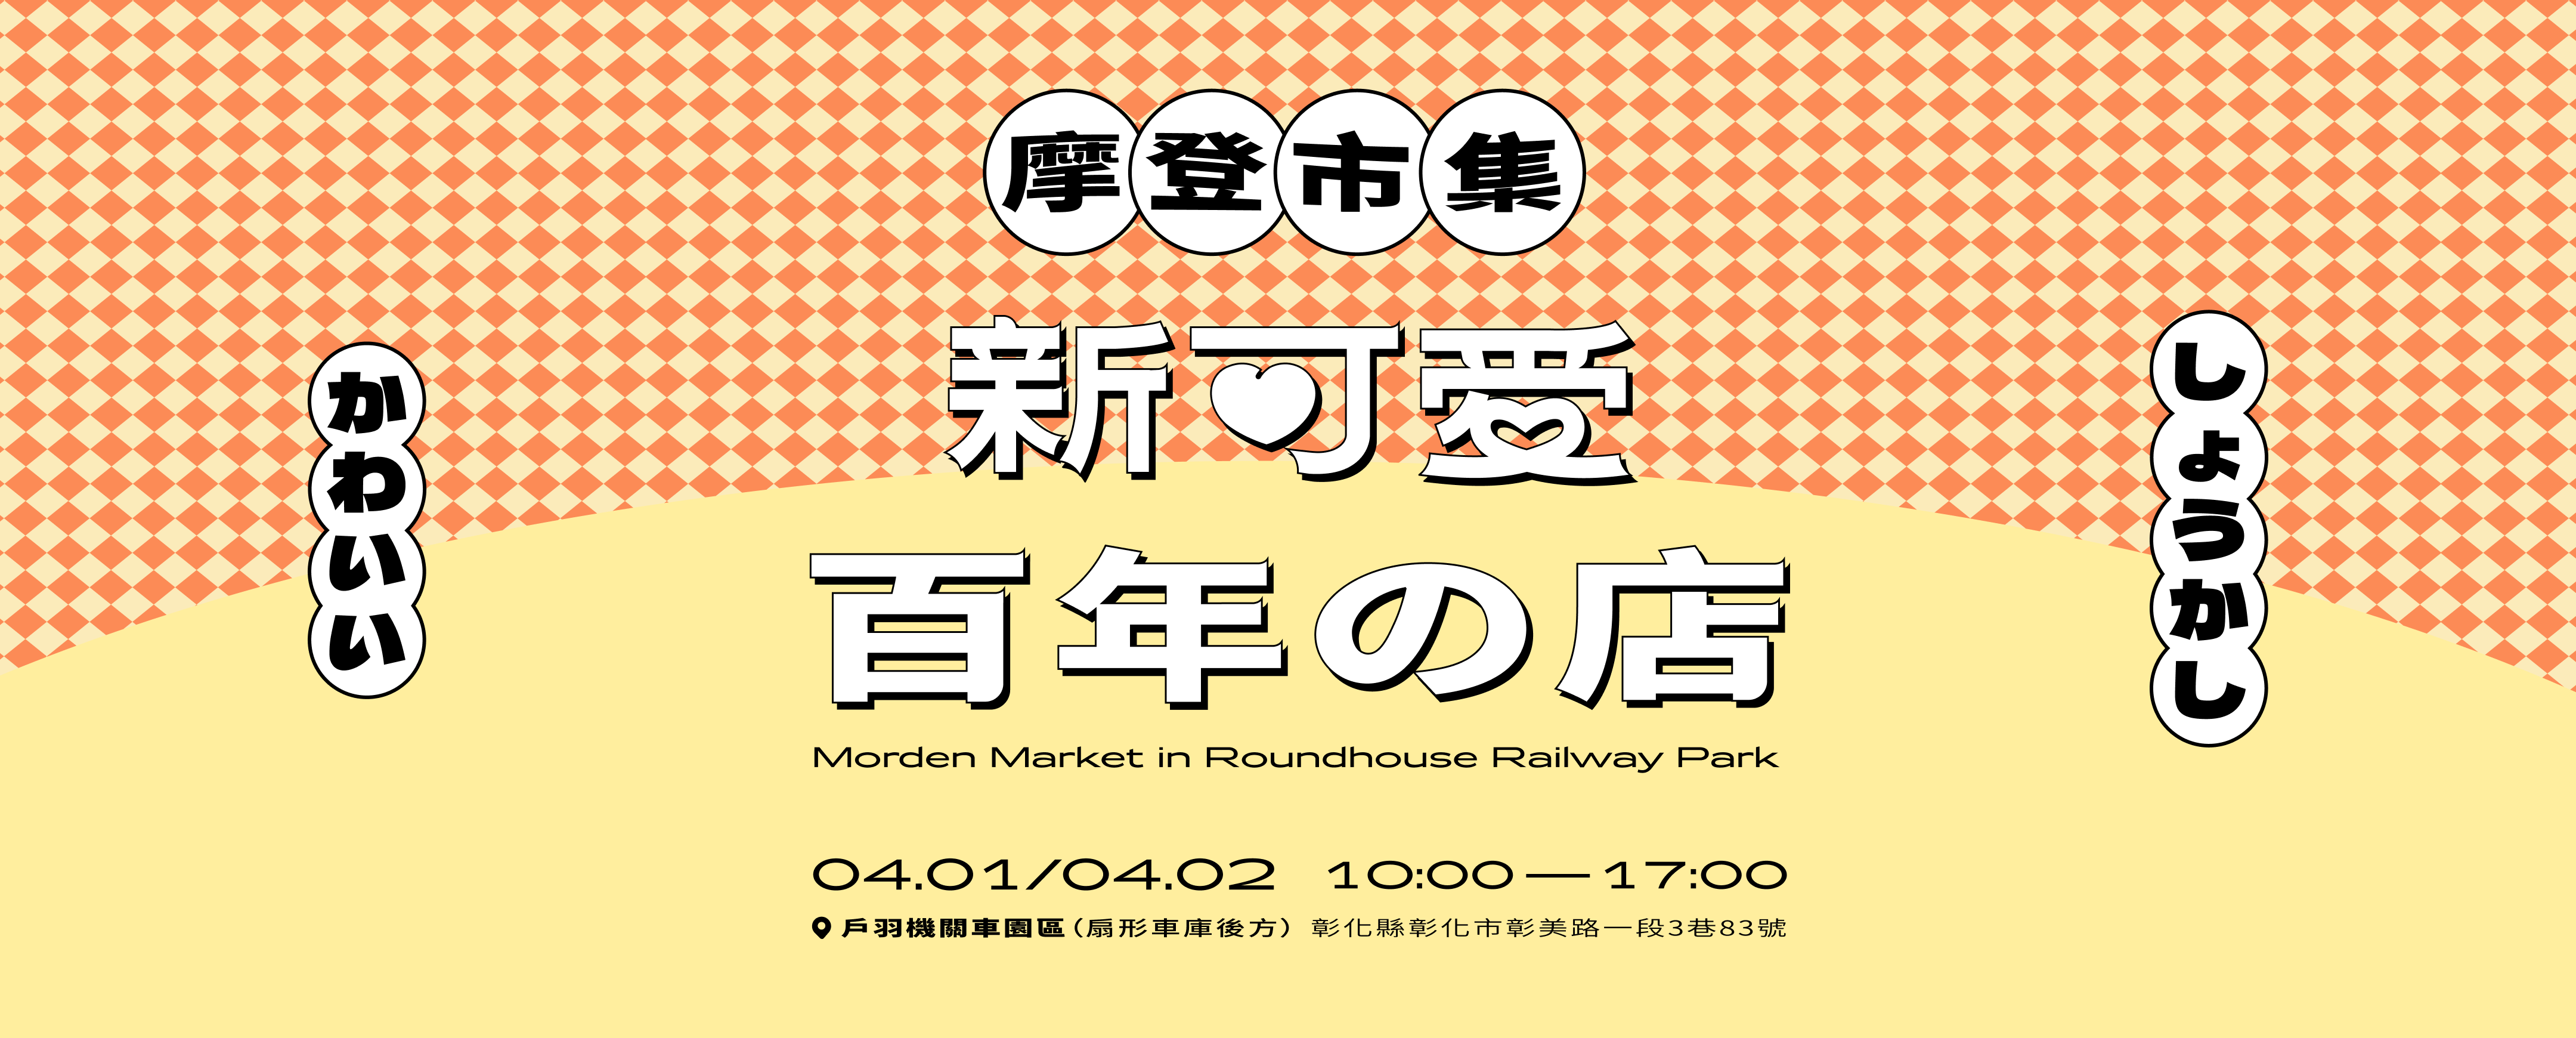 摩登市集
新可愛
百年の店
かわいい
しょうかし
Morden Market in Roundhouse Railway Park
04.01/04.02 10:00—17:00
戶羽機關車園區（扇形車庫後方） 彰化縣彰化市彰美路一段3巷83號